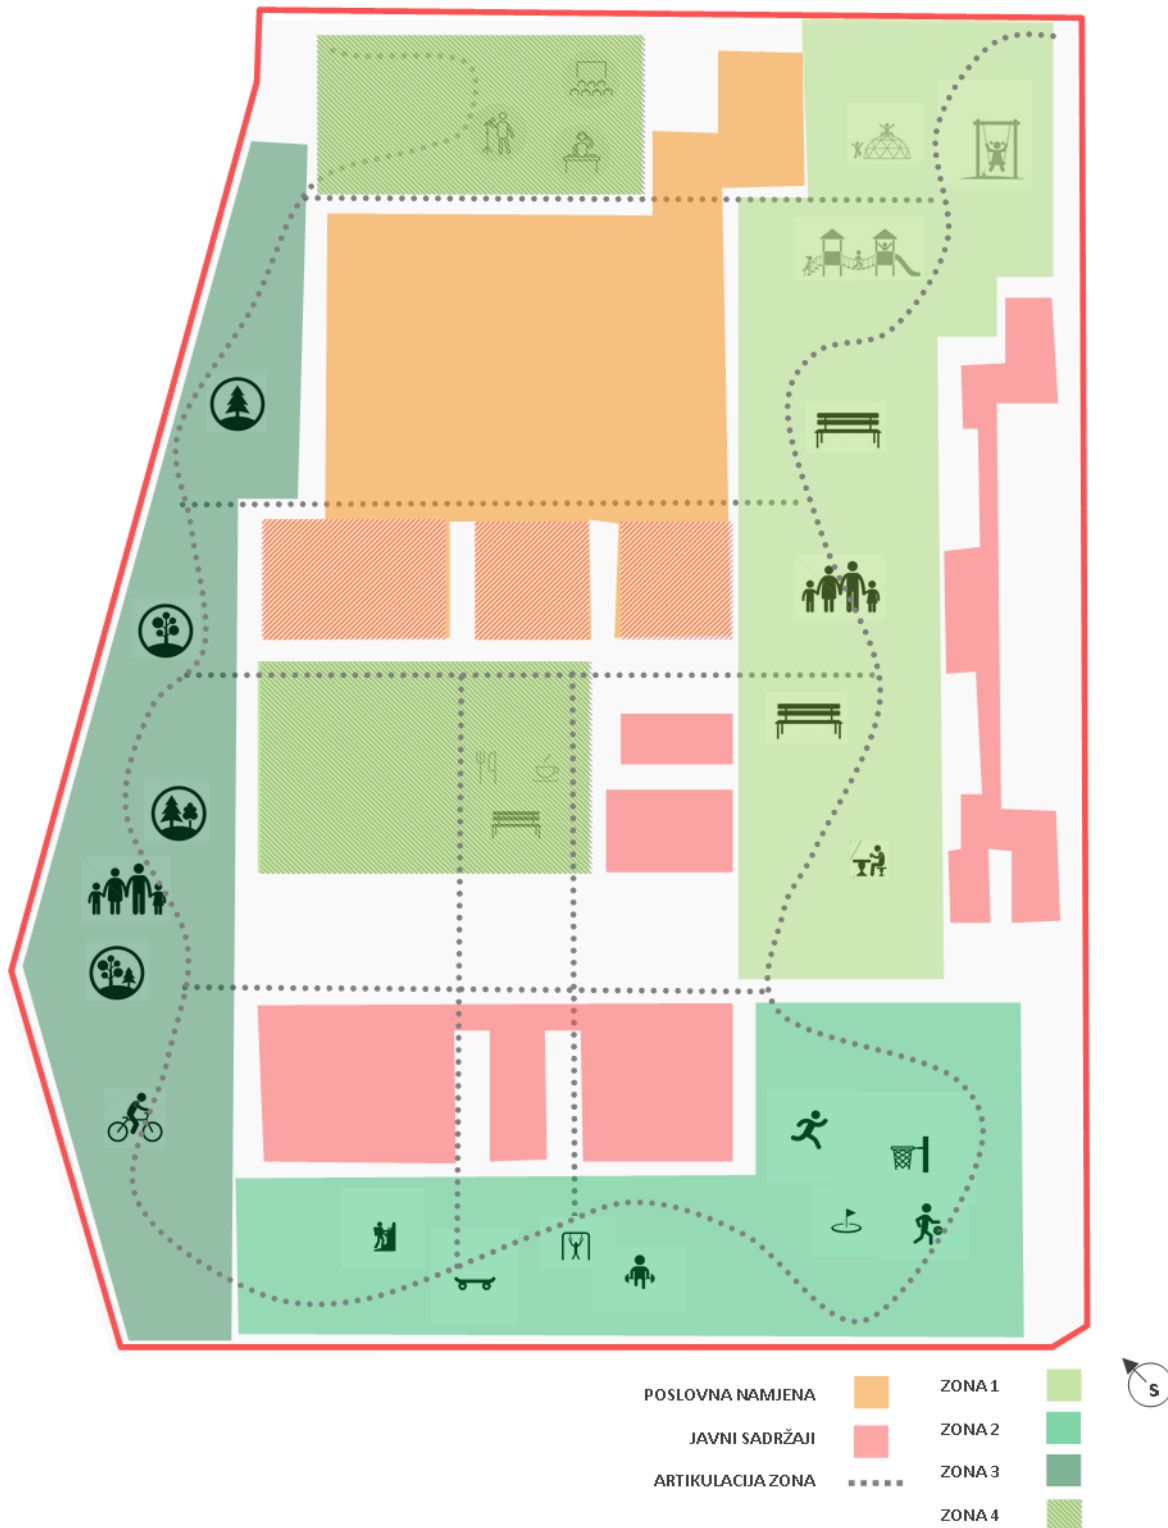 POSLOVNA NAMJENA
JAVNI SADRŽAJI
ARTIKULACIJA ZONA
ZONA 1
ZONA 2
ZONA 3
ZONA 4
S